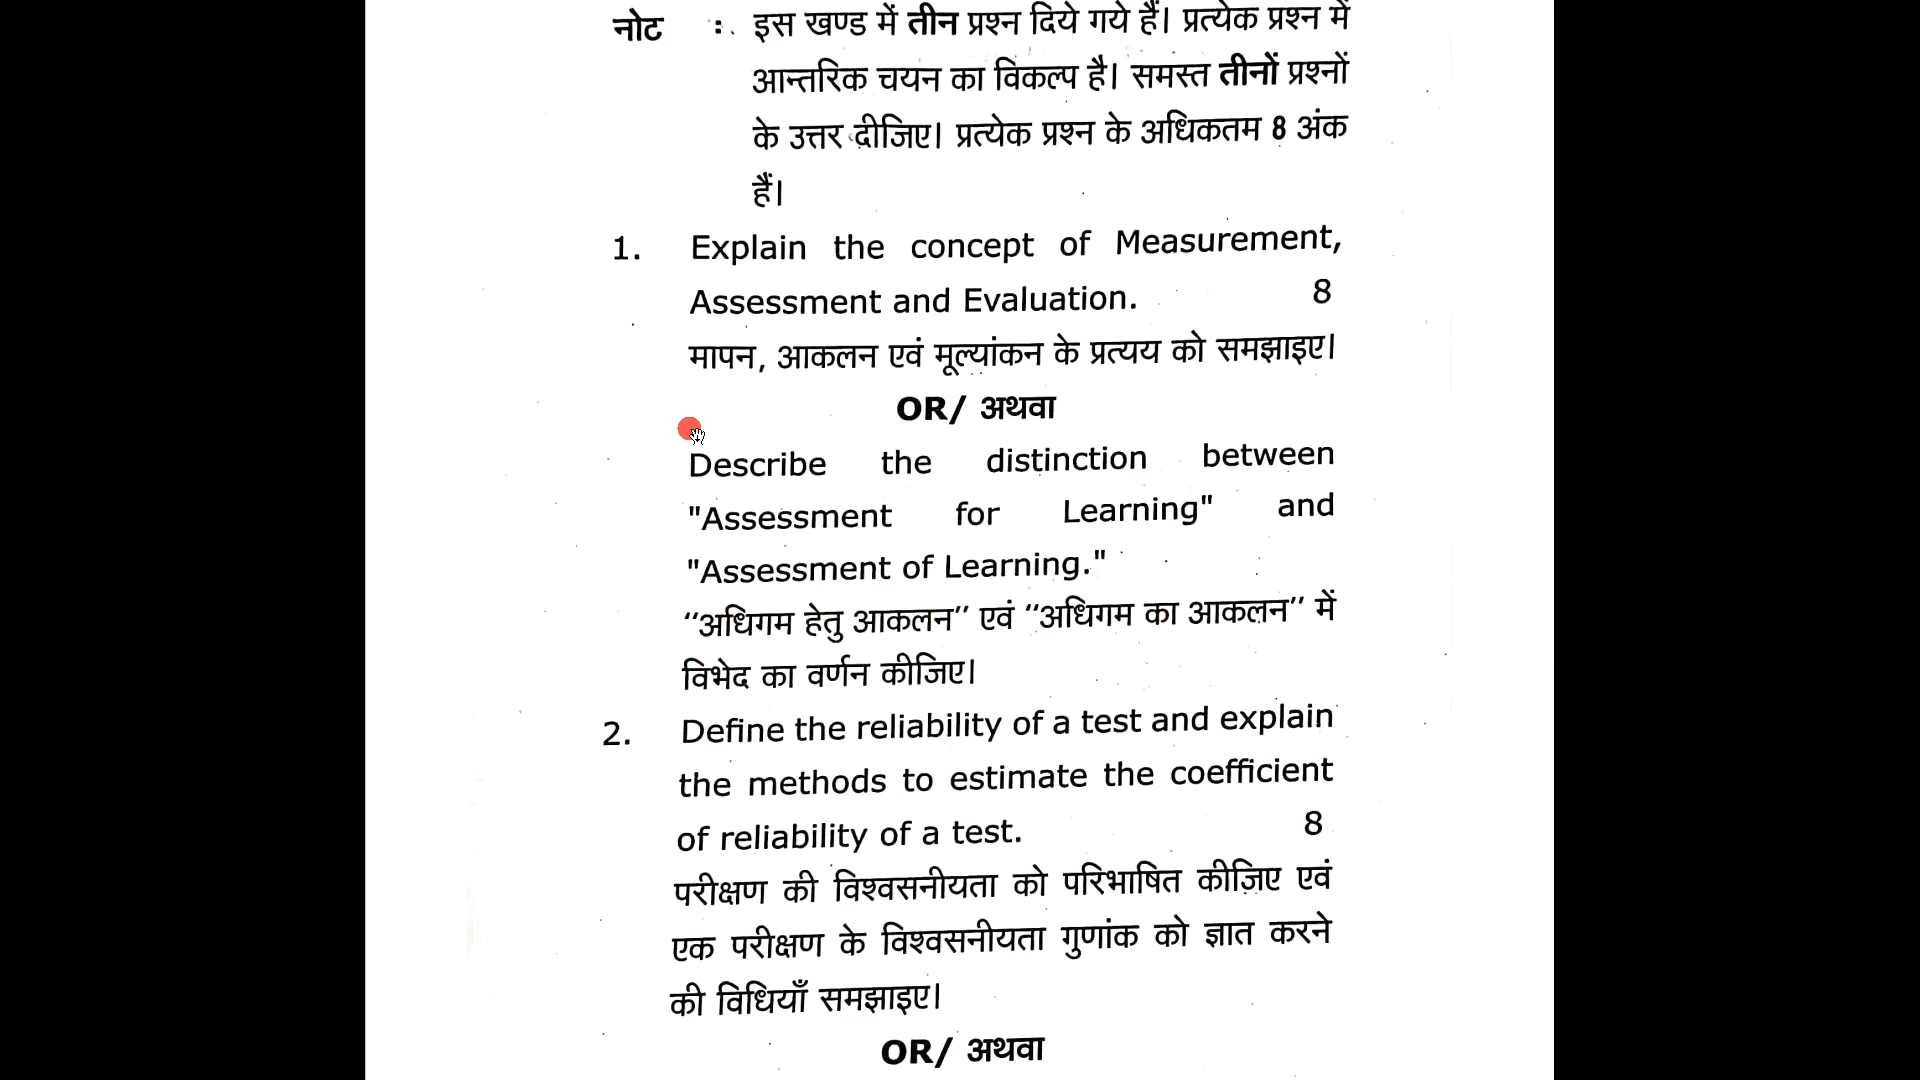 नोट : इस खण्ड में तीन प्रश्न दिये गये हैं। प्रत्येक प्रश्न में
आन्तरिक चयन का विकल्प है। समस्त तीनों प्रश्नों
के उत्तर दीजिए। प्रत्येक प्रश्न के अधिकतम 8 अंक
हैं।
1. Explain the concept of Measurement,
Assessment and Evaluation. 8
मापन, आकलन एवं मूल्यांकन के प्रत्यय को समझाइए।
OR/ अथवा
Describe the distinction between
"Assessment for Learning" and
"Assessment of Learning."
‘‘अधिगम हेतु आकलन’’ एवं ‘‘अधिगम का आकलन’’ में
विभेद का वर्णन कीजिए।
2. Define the reliability of a test and explain
the methods to estimate the coefficient
of reliability of a test. 8
परीक्षण की विश्वसनीयता को परिभाषित कीजिए एवं
एक परीक्षण के विश्वसनीयता गुणांक को ज्ञात करने
की विधियाँ समझाइए।
OR/ अथवा